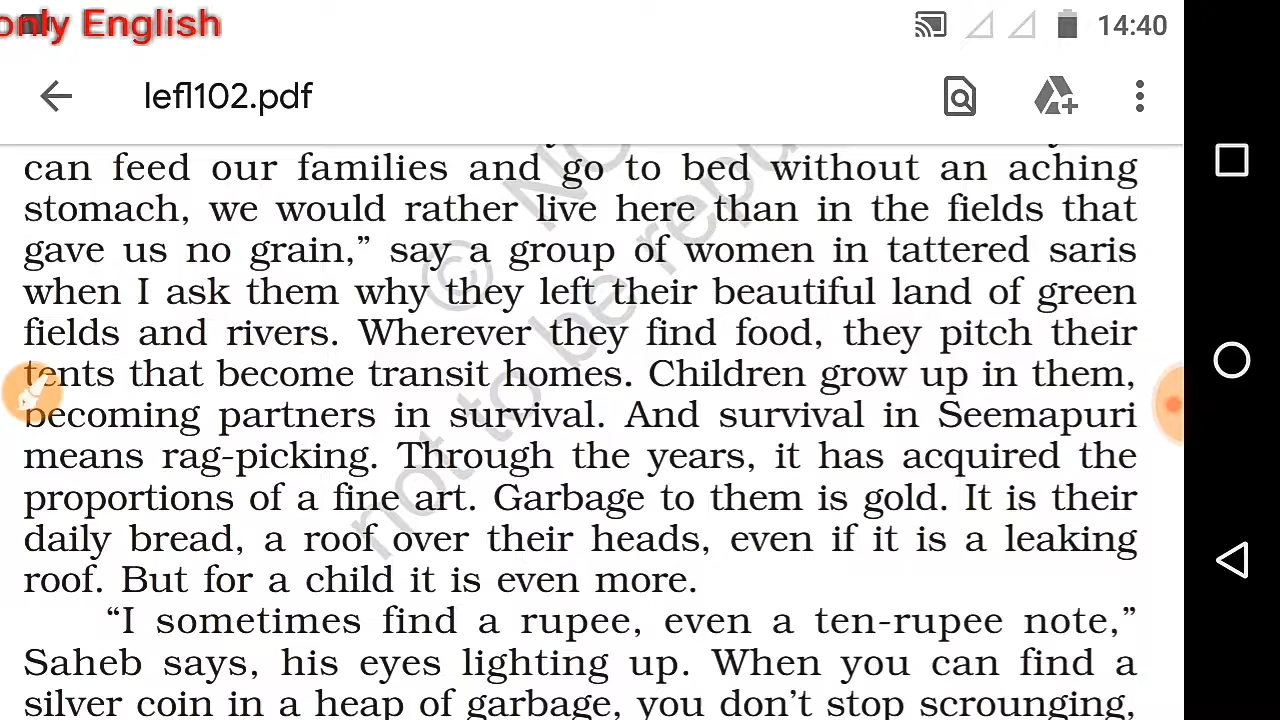 only English
14:40
lefl102.pdf
can feed our families and go to bed without an aching
stomach, we would rather live here than in the fields that
gave us no grain,” say a group of women in tattered saris
when I ask them why they left their beautiful land of green
fields and rivers. Wherever they find food, they pitch their
tents that become transit homes. Children grow up in them,
becoming partners in survival. And survival in Seemapuri
means rag-picking. Through the years, it has acquired the
proportions of a fine art. Garbage to them is gold. It is their
daily bread, a roof over their heads, even if it is a leaking
roof. But for a child it is even more.
“I sometimes find a rupee, even a ten-rupee note,”
Saheb says, his eyes lighting up. When you can find a
silver coin in a heap of garbage, you don’t stop scrounging,
not to be